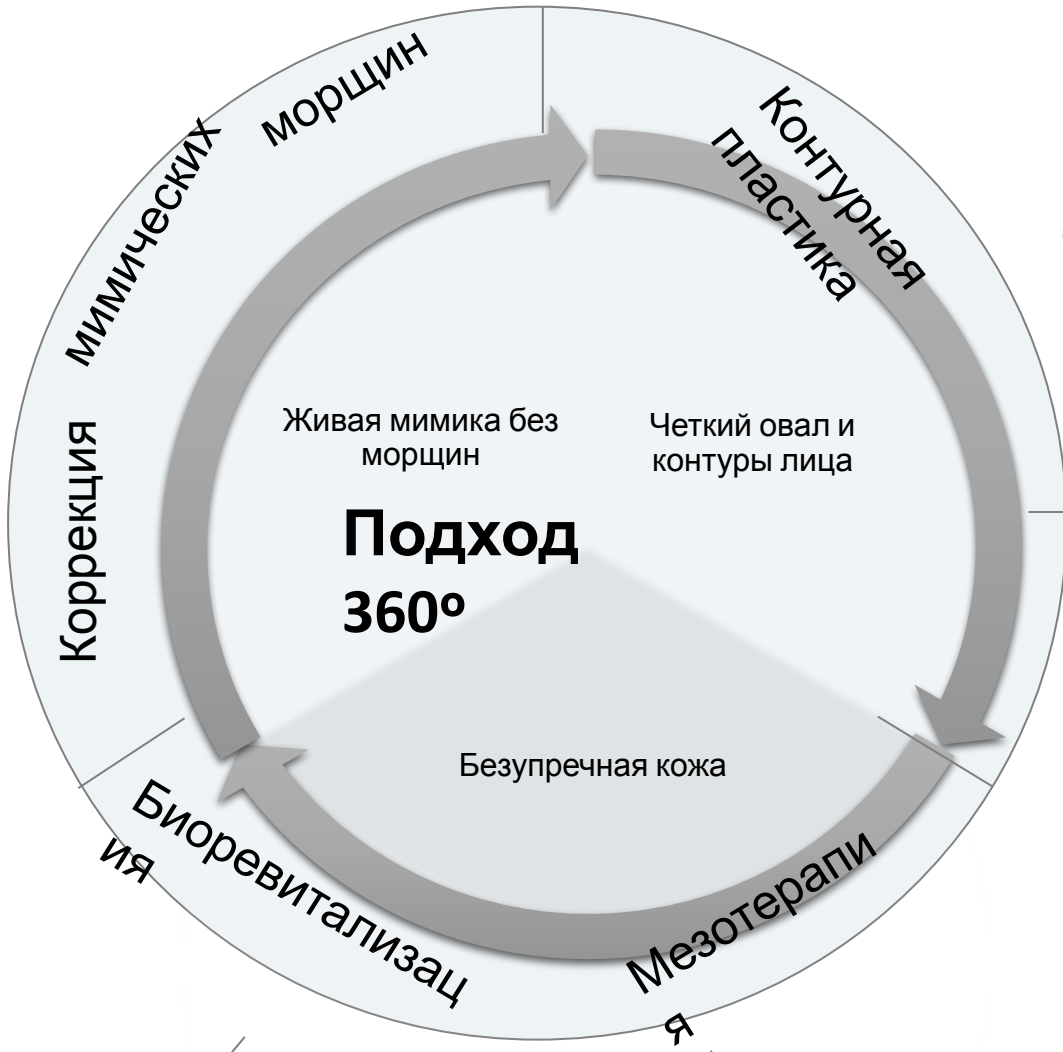 Коррекция
мимических
морщин
Контурная
пластика
Живая мимика без
морщин
Четкий овал и
контуры лица
Подход
360º
Безупречная кожа
Биоревитализац
ия
Мезотерапи
я